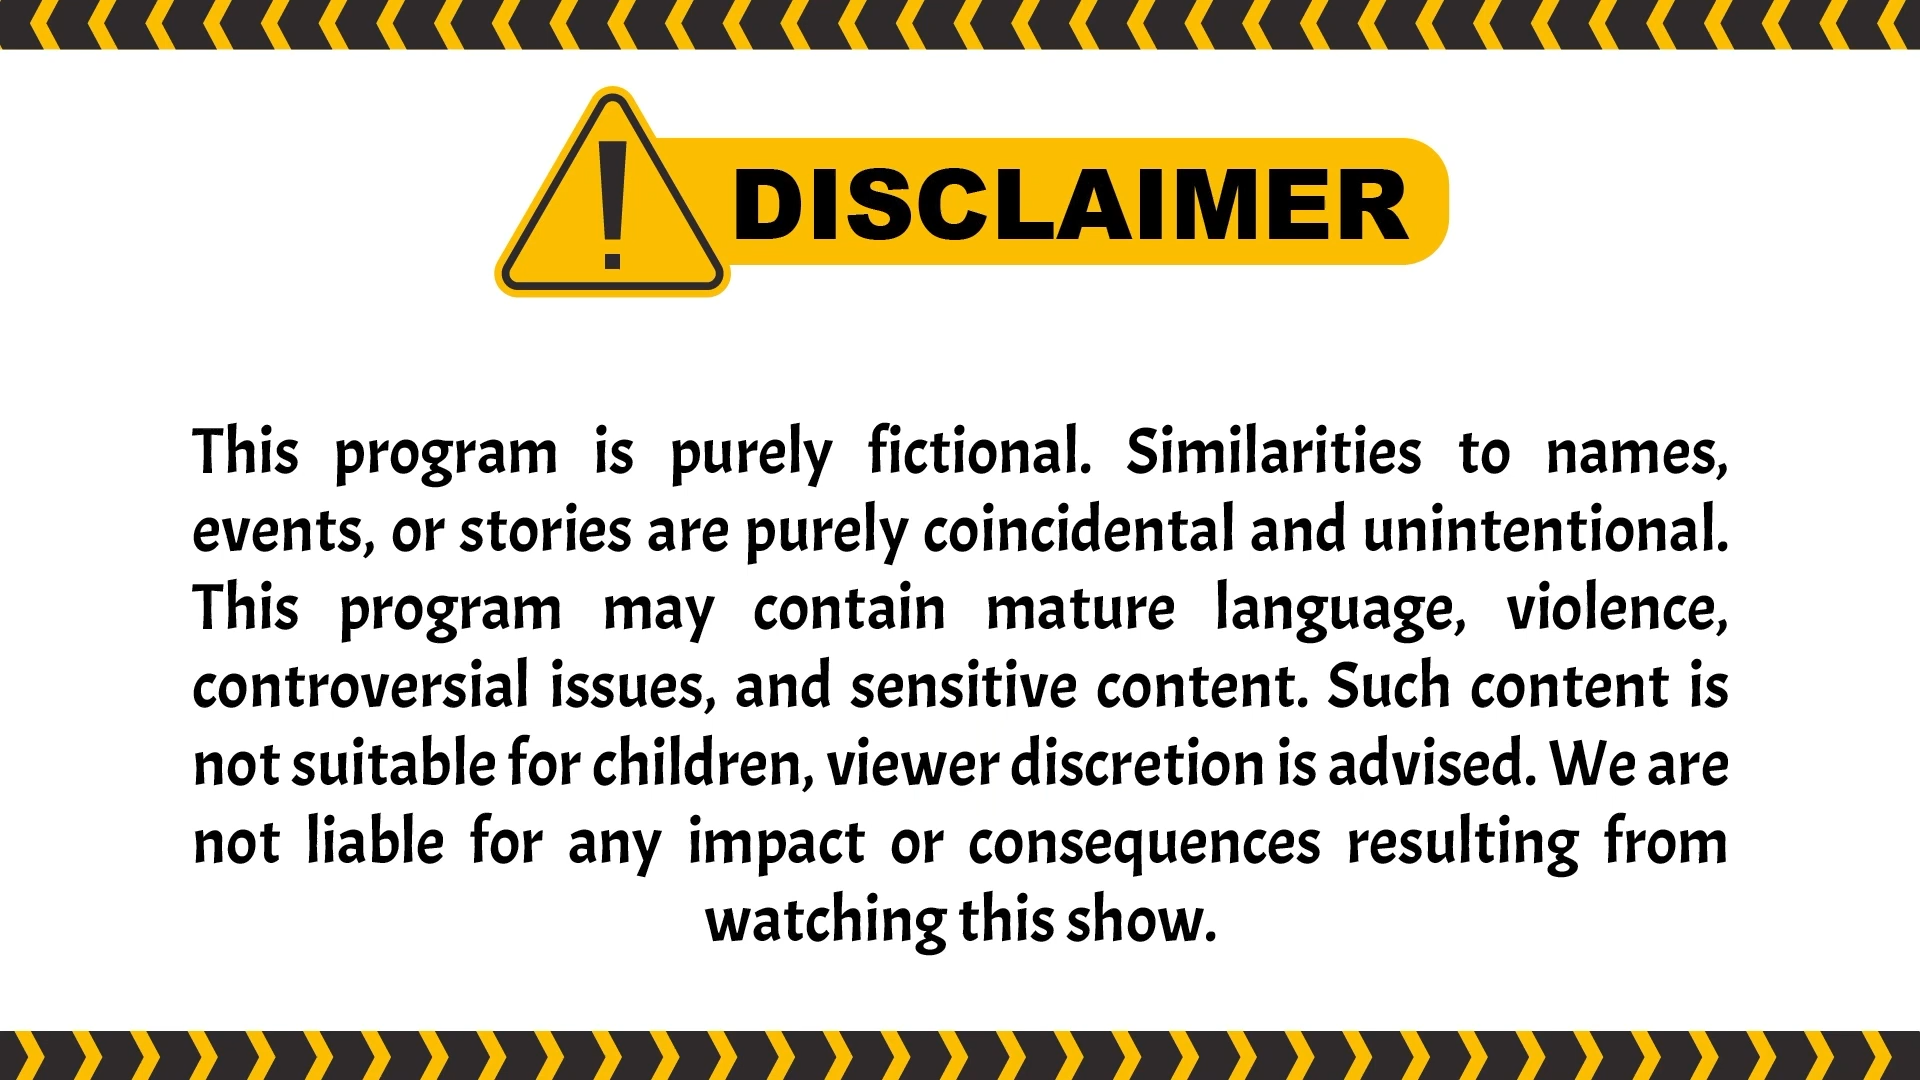 DISCLAIMER
This program is purely fictional. Similarities to names,
events, or stories are purely coincidental and unintentional.
This program may contain mature language, violence,
controversial issues, and sensitive content. Such content is
not suitable for children, viewer discretion is advised. We are
not liable for any impact or consequences resulting from
watching this show.